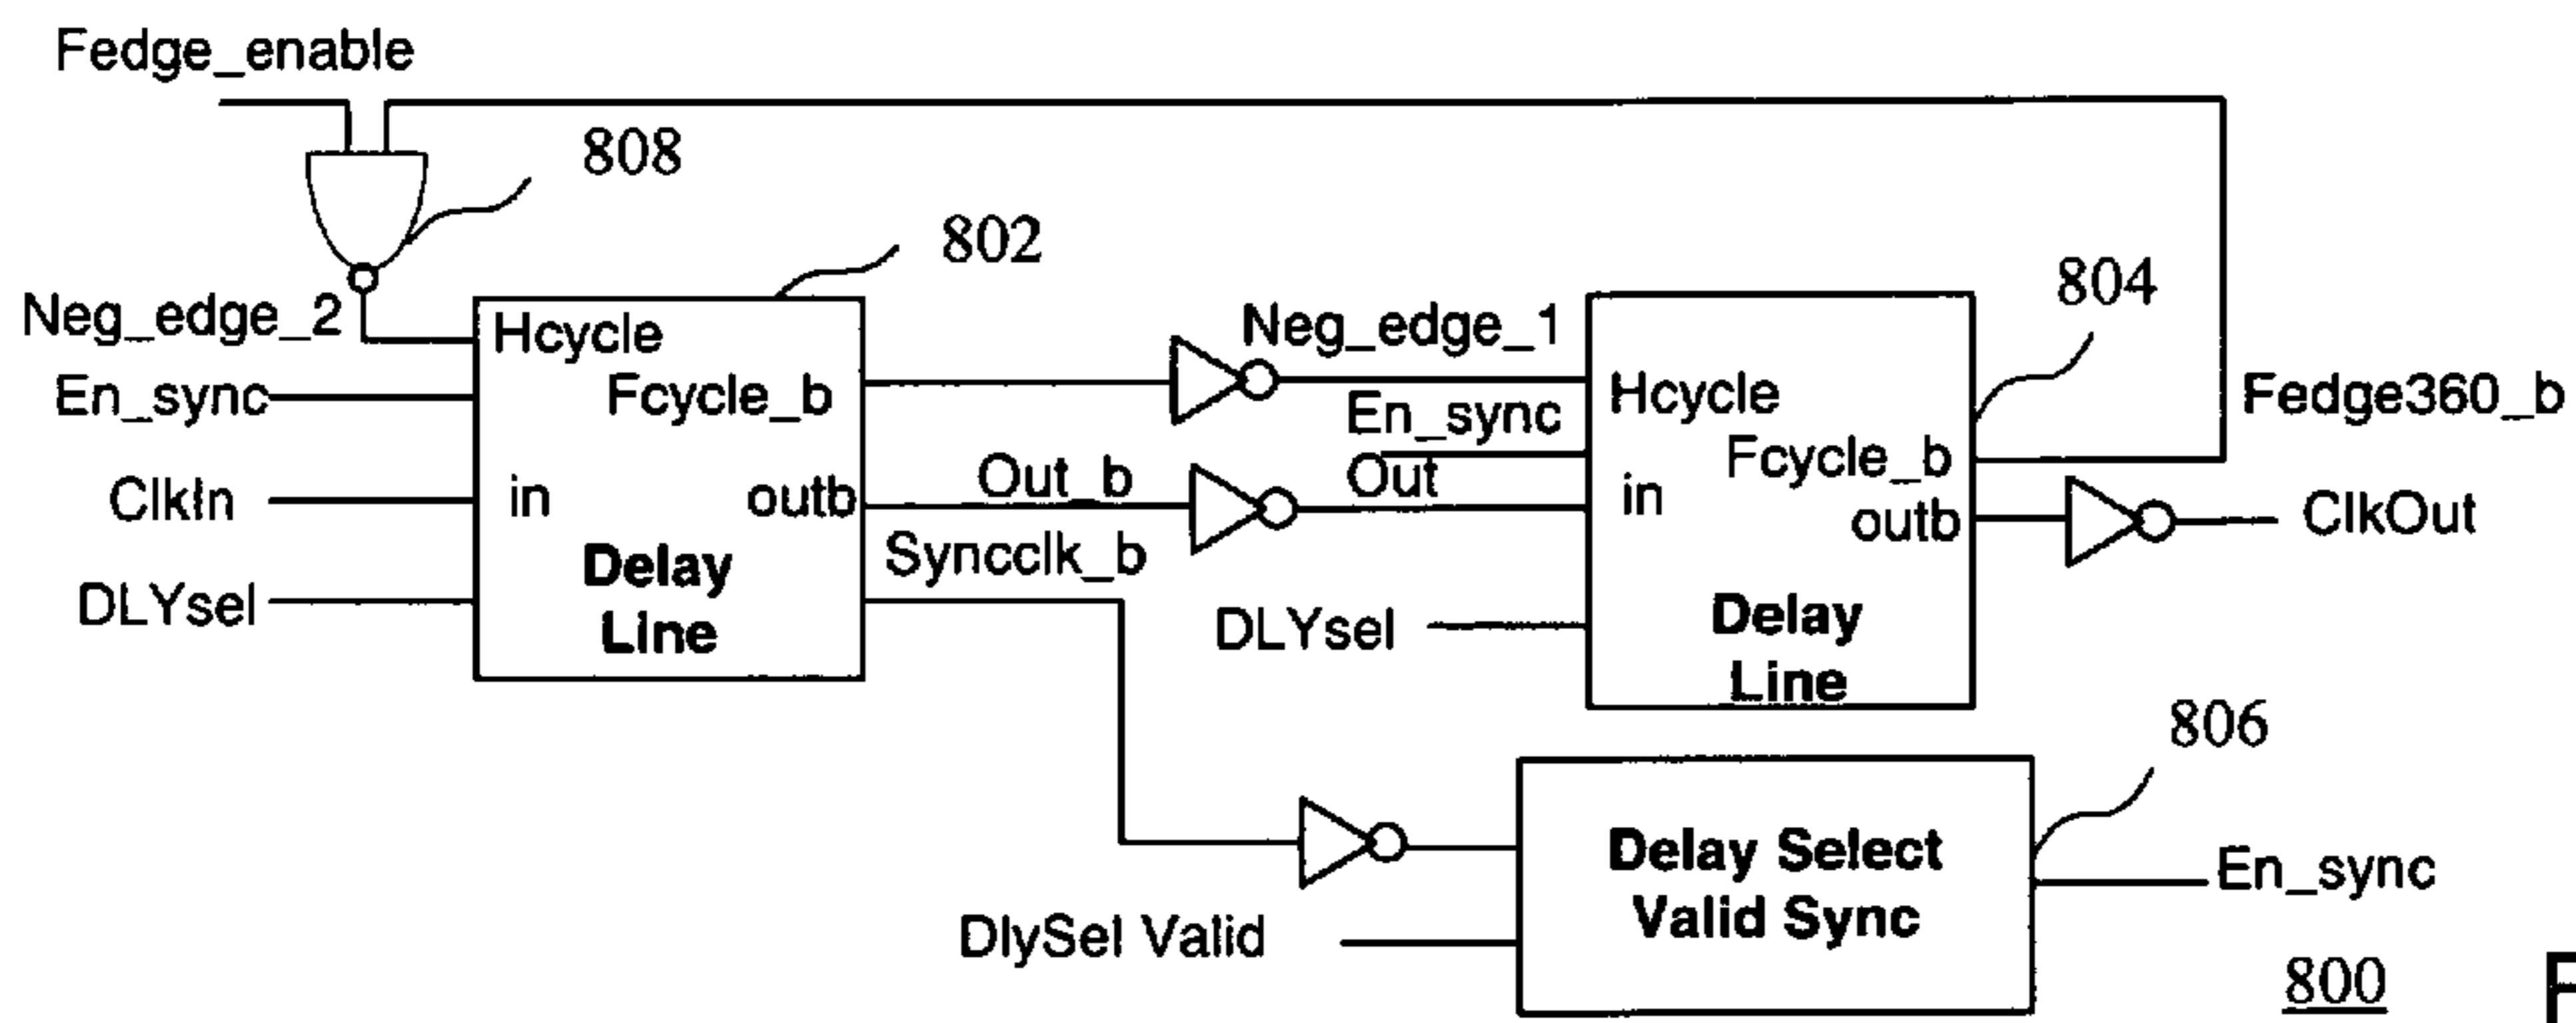 Fedge_enable
808
802
804
Neg_edge_2
Hcycle
En_sync
Fcycle_b
ClkIn
in
outb
DLYsel
Delay
Line
Out_b
Syncclk_b
Neg_edge_1
En_sync
Out
DLYsel
Hcycle
Fcycle_b
in
outb
Delay
Line
Fedge360_b
ClkOut
806
DlySel Valid
Delay Select
Valid Sync
En_sync
800